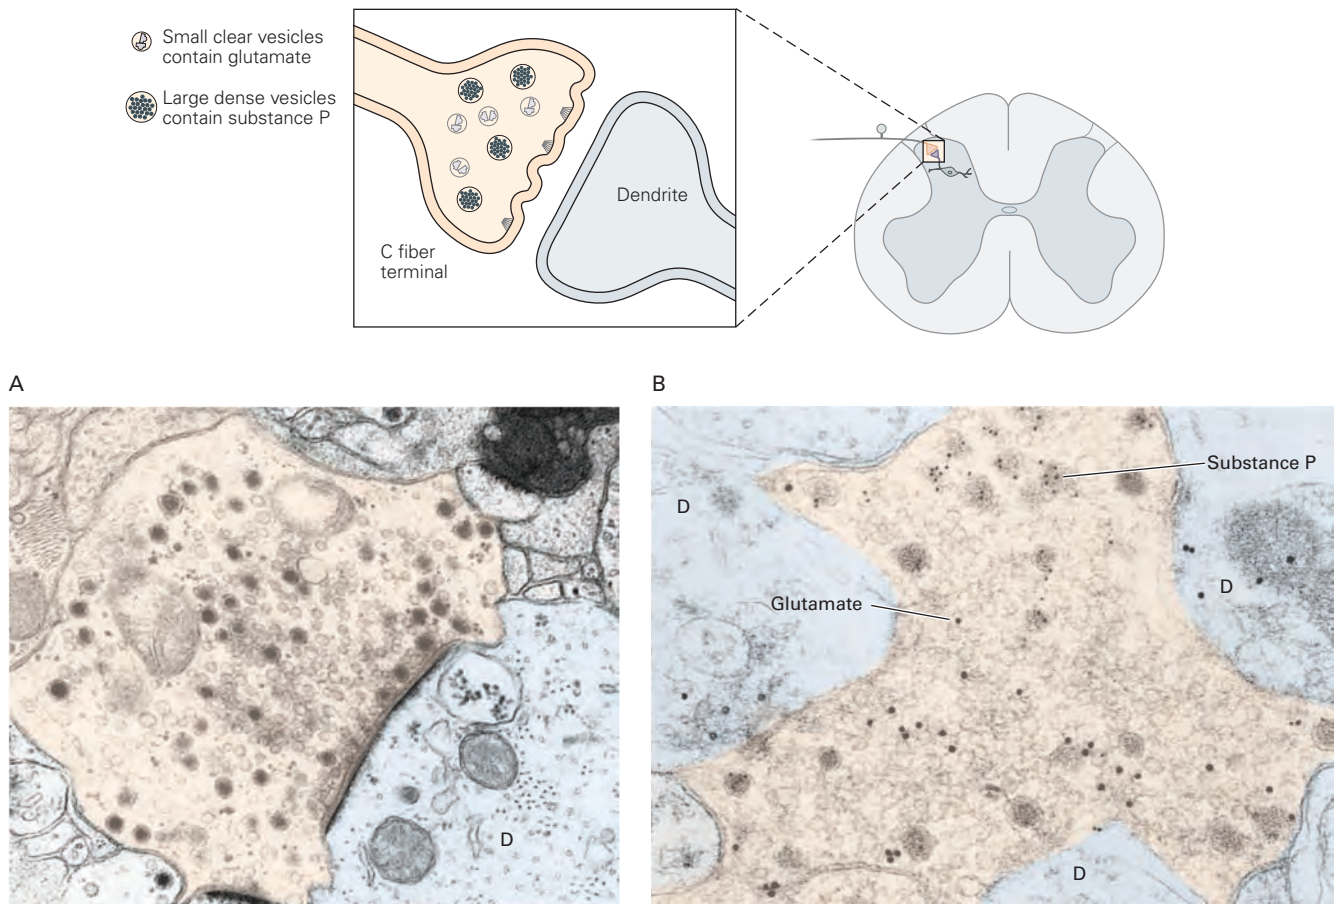 Small clear vesicles
contain glutamate
Large dense vesicles
contain substance P
Dendrite
C fiber
terminal
A
B
Substance P
D
D
Glutamate
D
D